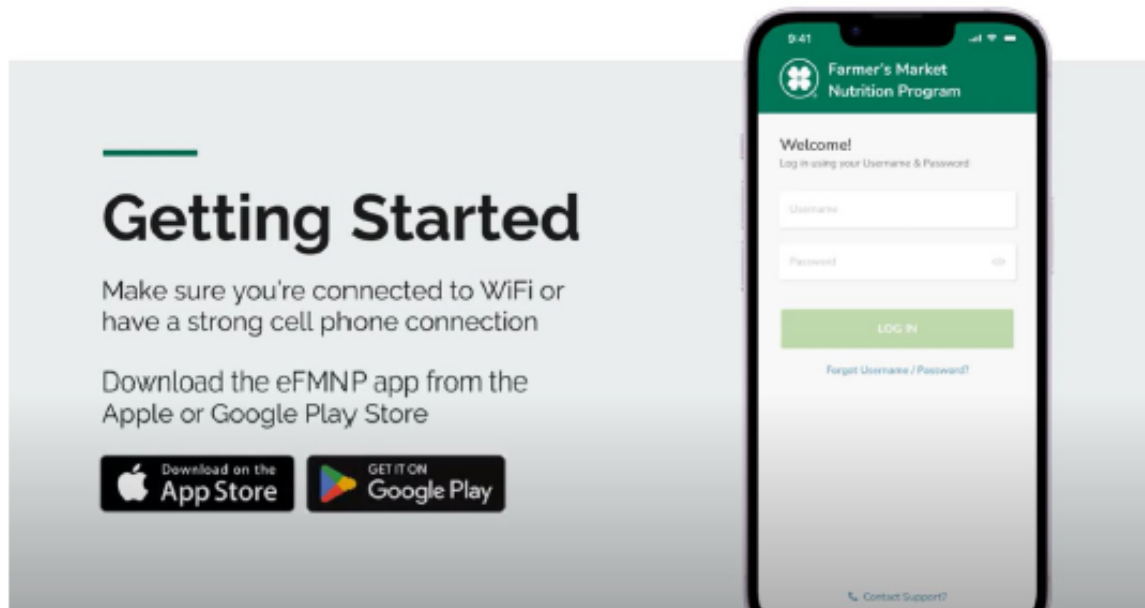 Getting Started
Make sure you're connected to WiFi or
have a strong cell phone connection
Download the eFMNP app from the
Apple or Google Play Store
Download on the
App Store
GET IT ON
Google Play
9:41
Farmer's Market
Nutrition Program
Welcome!
Log in using your Username & Password
Username
Password
LOG IN
Forgot Username / Password?
Contact Support?